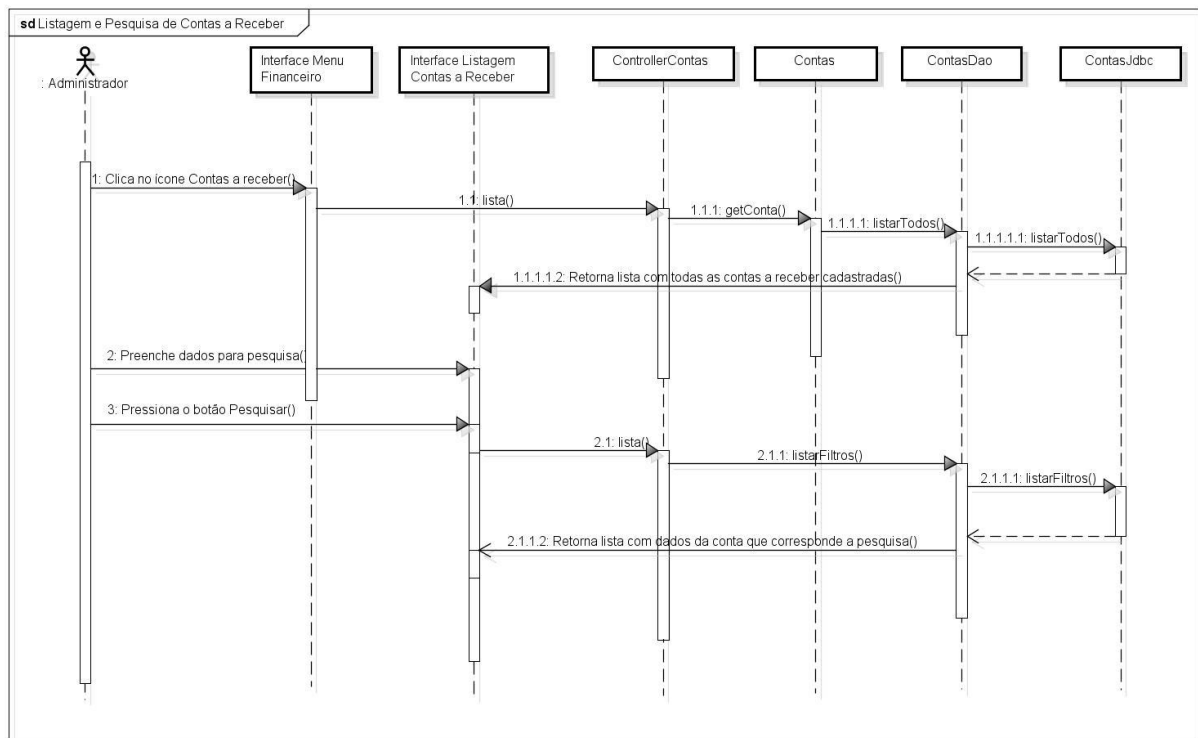 sd Listagem e Pesquisa de Contas a Receber
: Administrador
Interface Menu
Financeiro
Interface Listagem
Contas a Receber
ControllerContas
Contas
ContasDao
ContasJdbc
1: Clica no ícone Contas a receber()
1.1: lista()
1.1.1: getConta()
1.1.1.1: listarTodos()
1.1.1.1.1: listarTodos()
1.1.1.1.2: Retorna lista com todas as contas a receber cadastradas()
2: Preenche dados para pesquisa()
3: Pressiona o botão Pesquisar()
2.1: lista()
2.1.1: listarFiltros()
2.1.1.1: listarFiltros()
2.1.1.2: Retorna lista com dados da conta que corresponde a pesquisa()